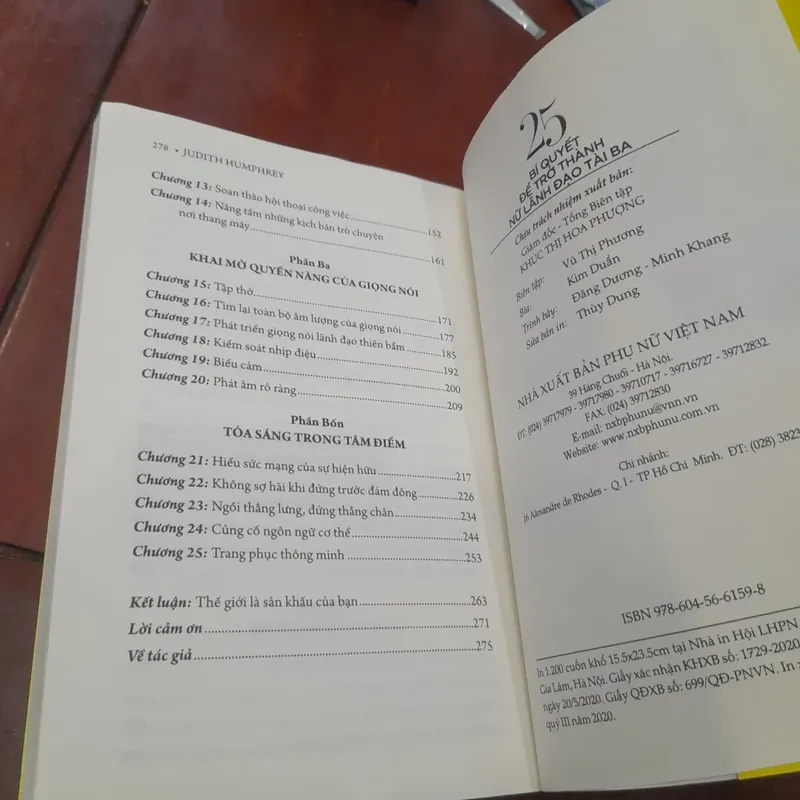 278 • JUDITH HUMPHREY
Chương 13: Soạn thảo hội thoại công việc....................152
Chương 14: Nâng tầm những kịch bản trò chuyện
nơi thang máy....................161
Phần Ba
KHAI MỞ QUYỀN NĂNG CỦA GIỌNG NÓI
Chương 15: Tập thở....................171
Chương 16: Tìm lại toàn bộ âm lượng của giọng nói....................177
Chương 17: Phát triển giọng nói lãnh đạo thiên bẩm....................185
Chương 18: Kiểm soát nhịp điệu....................192
Chương 19: Biểu cảm....................200
Chương 20: Phát âm rõ ràng....................209
Phần Bốn
TỎA SÁNG TRONG TÂM ĐIỂM
Chương 21: Hiểu sức mạng của sự hiện hữu....................217
Chương 22: Không sợ hãi khi đứng trước đám đông....................226
Chương 23: Ngồi thẳng lưng, đứng thẳng chân....................234
Chương 24: Củng cố ngôn ngữ cơ thể....................244
Chương 25: Trang phục thông minh....................253
Kết luận: Thế giới là sân khấu của bạn....................263
Lời cảm ơn....................271
Về tác giả....................275
25
BÍ QUYẾT
ĐỂ TRỞ THÀNH
NỮ LÃNH ĐẠO TÀI BA
Chịu trách nhiệm xuất bản:
Giám đốc - Tổng Biên tập
KHÚC THỊ HOA PHƯỢNG
Biên tập: Vũ Thị Phương
Bìa: Kim Duẩn
Trình bày: Đăng Dương - Minh Khang
Sửa bản in: Thùy Dung
NHÀ XUẤT BẢN PHỤ NỮ VIỆT NAM
39 Hàng Chuối - Hà Nội.
ĐT: (024) 39717979 - 39717980 - 39710717 - 39716727 - 39712832.
FAX: (024) 39712830
E-mail: nxbphunu@vnn.vn
Website: www.nxbphunu.com.vn
Chi nhánh:
16 Alexandre de Rhodes - Q. 1 - TP Hồ Chí Minh. ĐT: (028) 3823
ISBN 978-604-56-6159-8
In 1.200 cuốn khổ 15.5x23.5cm tại Nhà in Hội LHPN
Gia Lâm, Hà Nội. Giấy xác nhận KHXB số: 1729-2020
ngày 20/5/2020. Giấy QĐXB số: 699/QĐ-PNVN. In
quý III năm 2020.